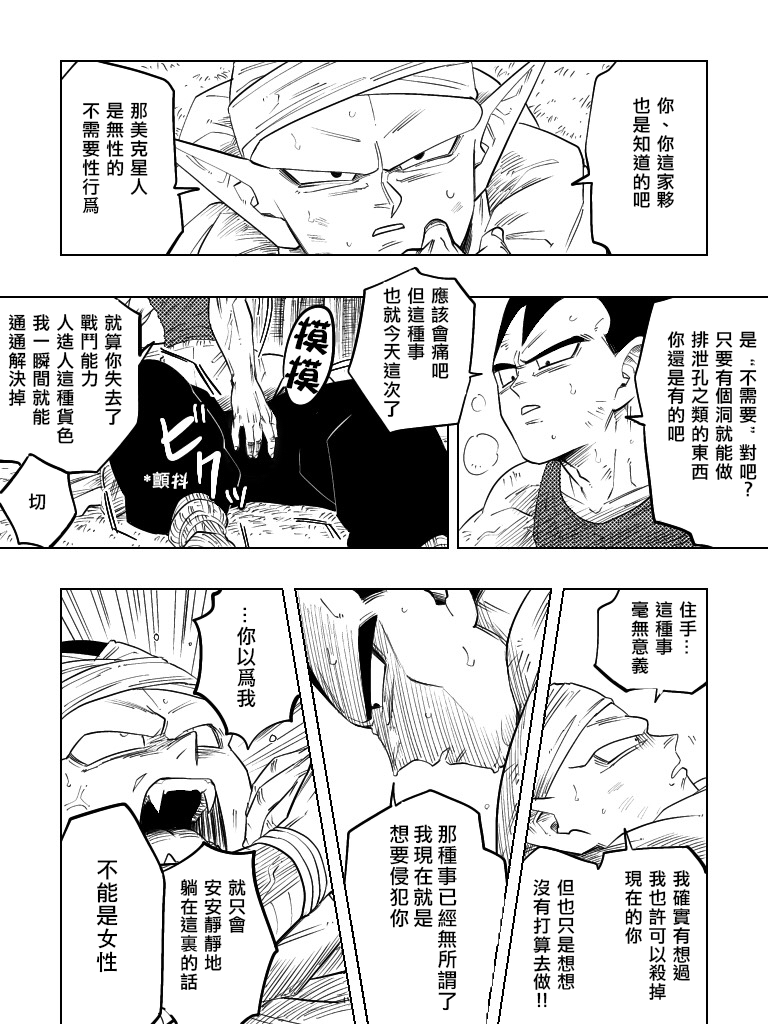 你、你這家夥
也是知道的吧
那美克星人
是無性的
不需要性行爲
是“不需要”對吧?
只要有個洞就能做
排泄孔之類的東西
你還是有的吧
應該會痛吧
但這種事
也就今天這次了
摸摸
ビクッ
*顫抖
就算你失去了
戰鬥能力
人造人這種貨色
我一瞬間就能
通通解決掉
切
住手…
這種事
毫無意義
我確實有想過
我也許可以殺掉
現在的你
但也只是想想
沒有打算去做!!
那種事已經無所謂了
我現在就是
想要侵犯你
…你以爲我
就只會
安安靜靜地
躺在這裏的話
不能是女性